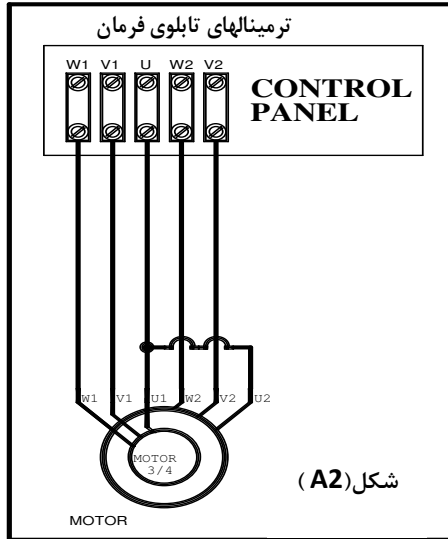 ترمینالهای تابلوی فرمان
W1 V1 U W2 V2
CONTROL
PANEL
W1 V1 U1 W2 V2 U2
MOTOR
3/4
شکل(A2)
MOTOR